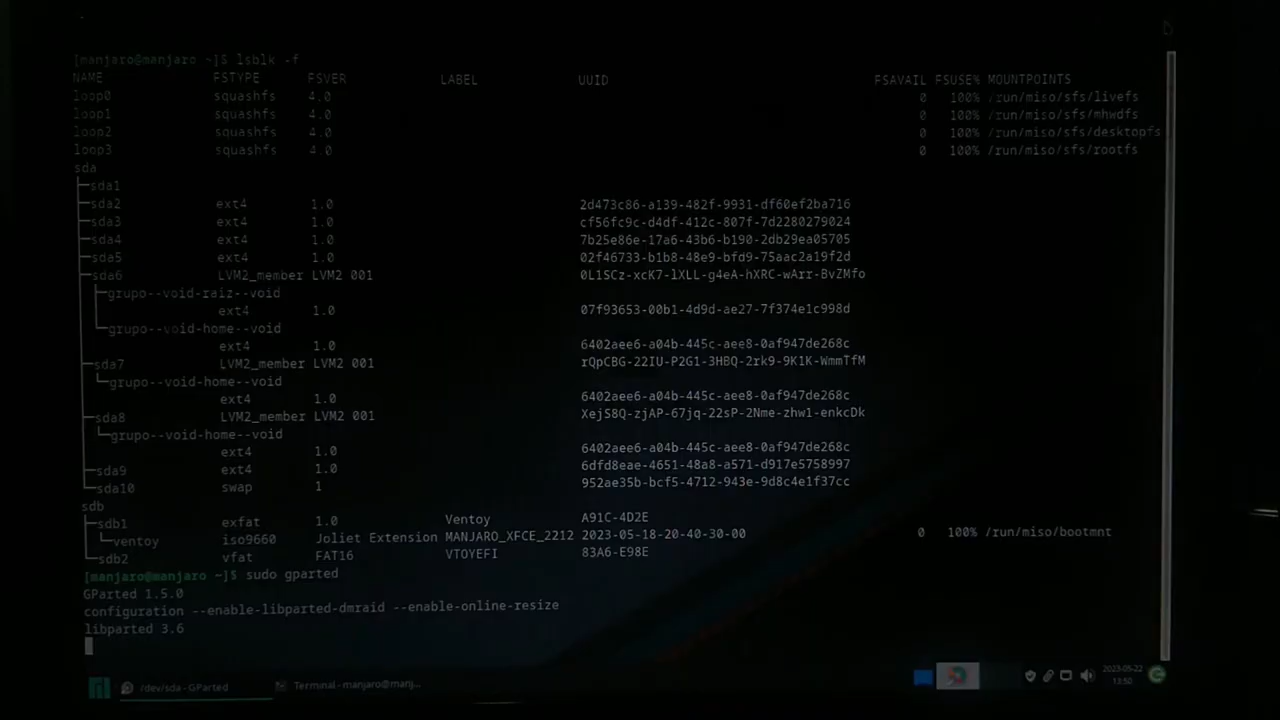 [manjaro@manjaro ~]$ lsblk -f
NAME FSTYPE FSVER LABEL UUID FSAVAIL FSUSE% MOUNTPOINTS
loop0 squashfs 4.0 0 100% /run/miso/sfs/livefs
loop1 squashfs 4.0 0 100% /run/miso/sfs/mhwdfs
loop2 squashfs 4.0 0 100% /run/miso/sfs/desktopfs
loop3 squashfs 4.0 0 100% /run/miso/sfs/rootfs
sda
├─sda1
├─sda2 ext4 1.0 2d473c86-a139-482f-9931-df60ef2ba716
├─sda3 ext4 1.0 cf56fc9c-d4df-412c-807f-7d2280279024
├─sda4 ext4 1.0 7b25e86e-17a6-43b6-b190-2db29ea05705
├─sda5 ext4 1.0 02f46733-b1b8-48e9-bfd9-75aac2a19f2d
├─sda6 LVM2_member LVM2 001 0L1SCz-xcK7-lXLL-g4eA-hXRC-wArr-BvZMfo
│ ├─grupo--void-raiz--void
│ │ ext4 1.0 07f93653-00b1-4d9d-ae27-7f374e1c998d
│ └─grupo--void-home--void
│ ext4 1.0 6402aee6-a04b-445c-aee8-0af947de268c
├─sda7 LVM2_member LVM2 001 rQpCBG-22IU-P2G1-3HBQ-2rk9-9K1K-WmmTfM
│ └─grupo--void-home--void
│ ext4 1.0 6402aee6-a04b-445c-aee8-0af947de268c
├─sda8 LVM2_member LVM2 001 XejS8Q-zjAP-67jq-22sP-2Nme-zhw1-enkcDk
│ └─grupo--void-home--void
│ ext4 1.0 6402aee6-a04b-445c-aee8-0af947de268c
├─sda9 ext4 1.0 6dfd8eae-4651-48a8-a571-d917e5758997
└─sda10 swap 1 952ae35b-bcf5-4712-943e-9d8c4e1f37cc
sdb
├─sdb1 exfat 1.0 Ventoy A91C-4D2E
│ └─ventoy iso9660 Joliet Extension MANJARO_XFCE_2212 2023-05-18-20-40-30-00 0 100% /run/miso/bootmnt
└─sdb2 vfat FAT16 VTOYEFI 83A6-E98E
[manjaro@manjaro ~]$ sudo gparted
GParted 1.5.0
configuration --enable-libparted-dmraid --enable-online-resize
libparted 3.6
/dev/sda - GParted
Terminal - manjaro@manj...
2023-05-22
13:50